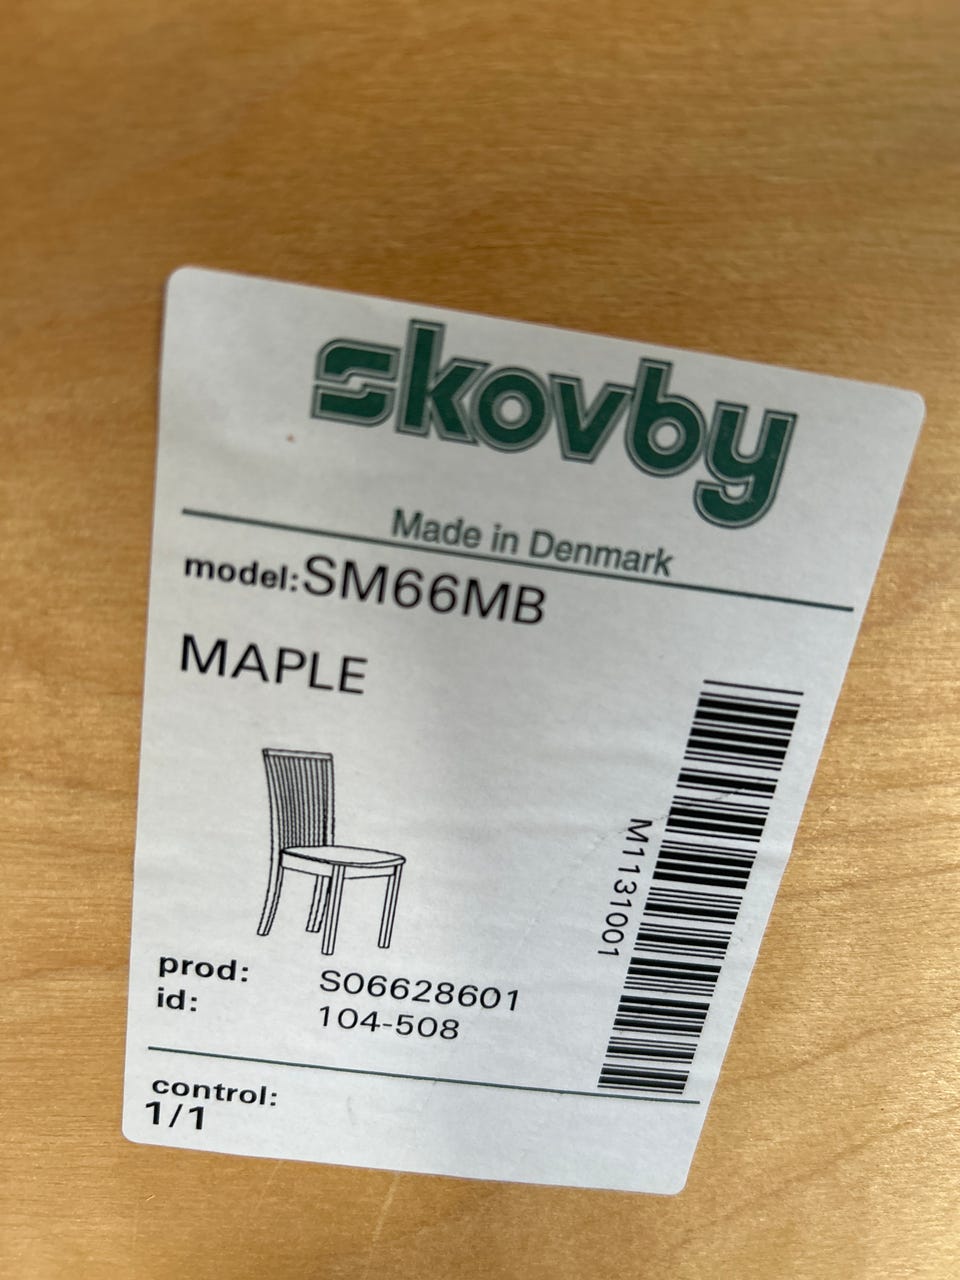 skovby
Made in Denmark
model: SM66MB
MAPLE
M1131001
prod: S06628601
id: 104-508
control:
1/1